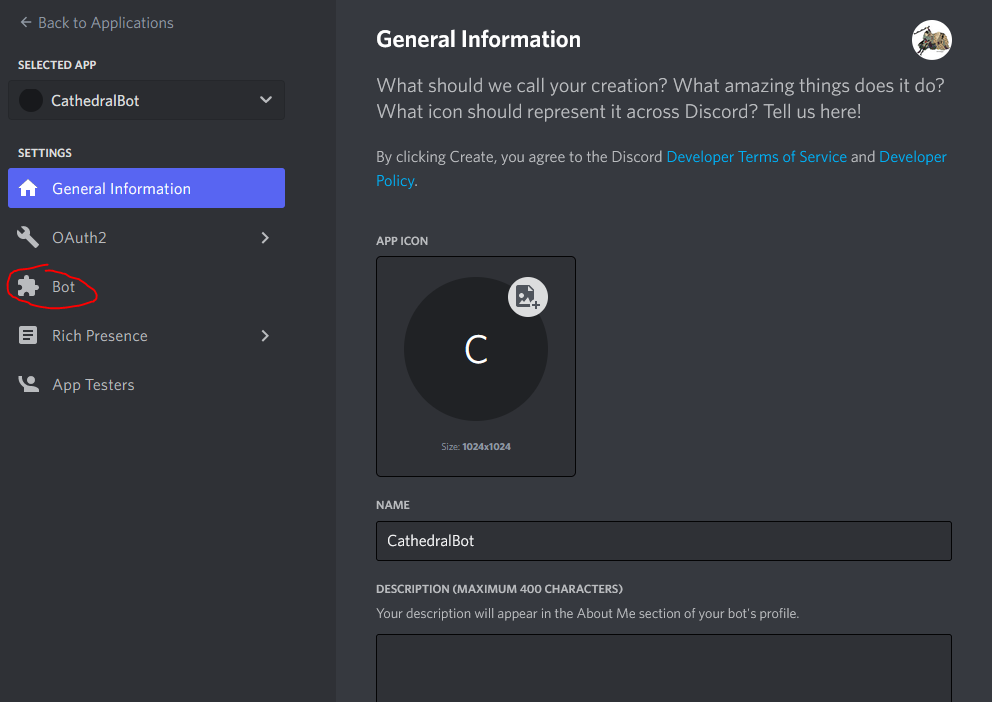 Back to Applications
SELECTED APP
CathedralBot
SETTINGS
General Information
OAuth2
Bot
Rich Presence
App Testers
General Information
What should we call your creation? What amazing things does it do?
What icon should represent it across Discord? Tell us here!
By clicking Create, you agree to the Discord Developer Terms of Service and Developer
Policy.
APP ICON
C
Size: 1024x1024
NAME
CathedralBot
DESCRIPTION (MAXIMUM 400 CHARACTERS)
Your description will appear in the About Me section of your bot's profile.